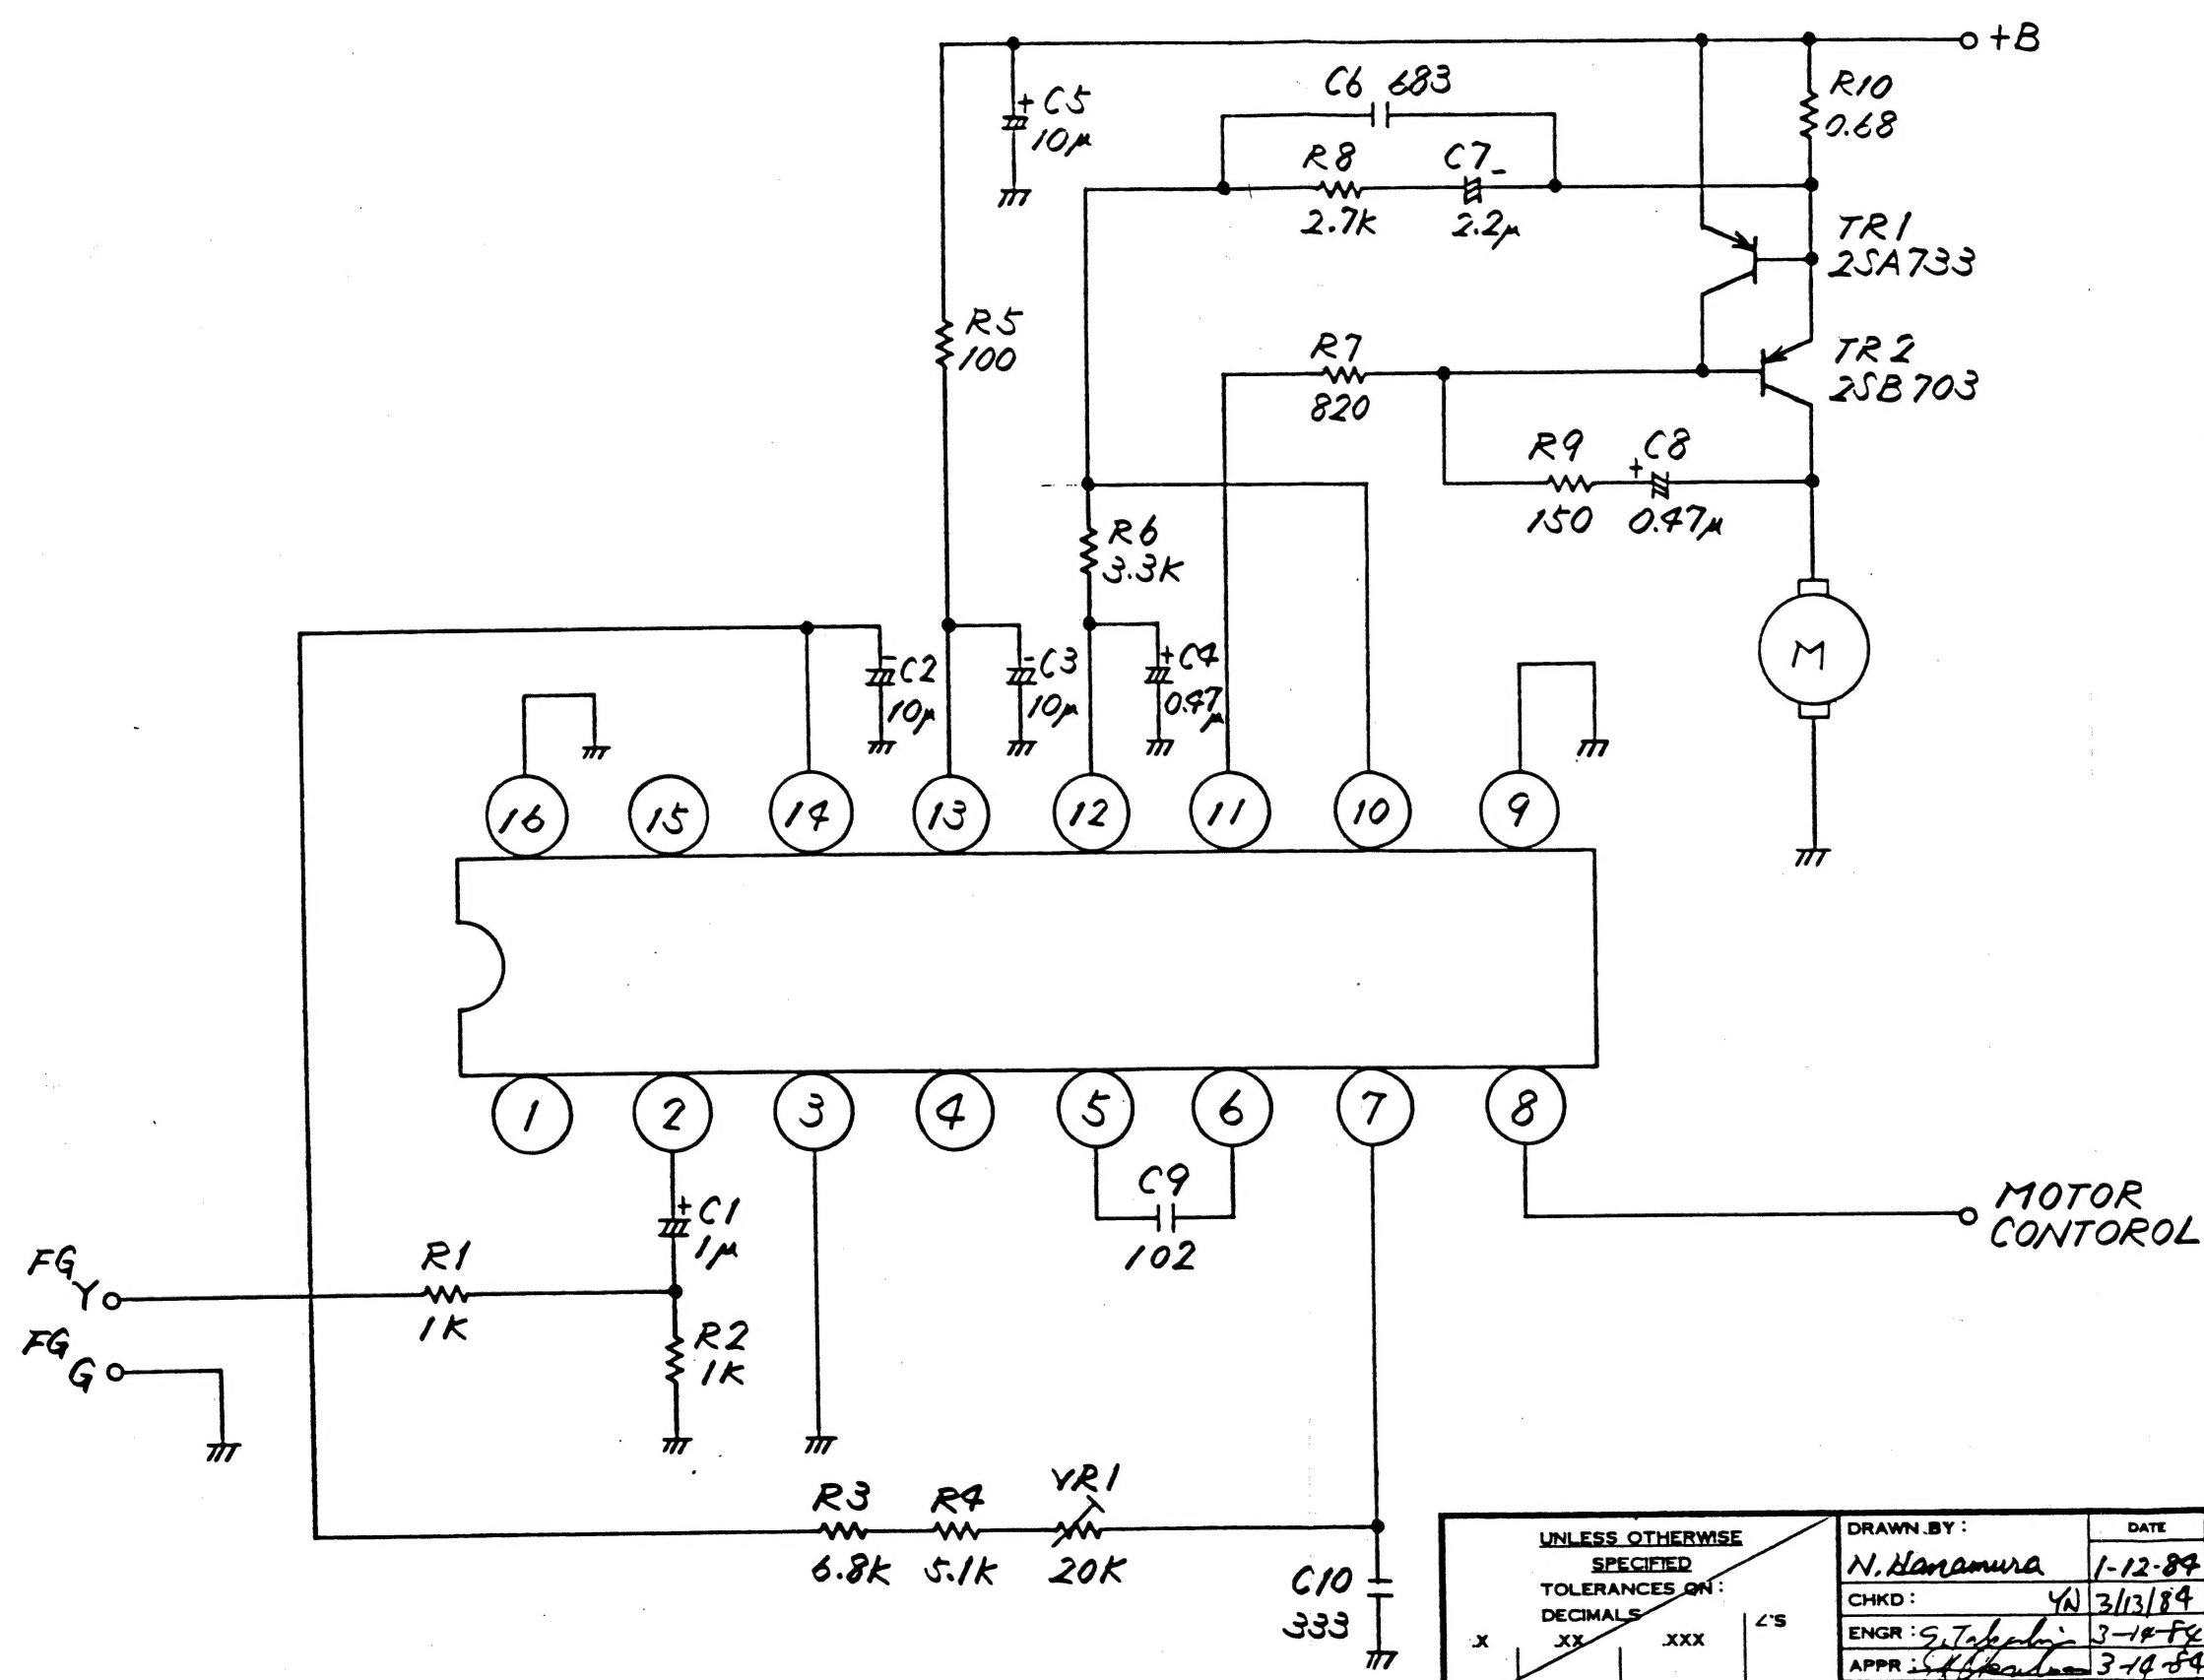 +B
C6 683
R10
0.68
+ C5
10µ
R8
2.7K
C7 -
2.2µ
TR1
2SA733
R5
100
R7
820
TR2
2SB703
R9
150
+ C8
0.47µ
R6
3.3K
- C2
10µ
- C3
10µ
+ C4
0.47µ
M
16 15 14 13 12 11 10 9
1 2 3 4 5 6 7 8
+ C1
1µ
C9
102
MOTOR
CONTOROL
FG Y
R1
1K
FG G
R2
1K
R3
6.8K
R4
5.1K
VR1
20K
C10
333
UNLESS OTHERWISE
SPECIFIED
TOLERANCES ON:
DECIMALS
.X .XX .XXX
∠'S
DRAWN BY: DATE
N. Hanamura 1-12-84
CHKD: YN 3/13/84
ENGR: 3-14-84
APPR: 3-14-84